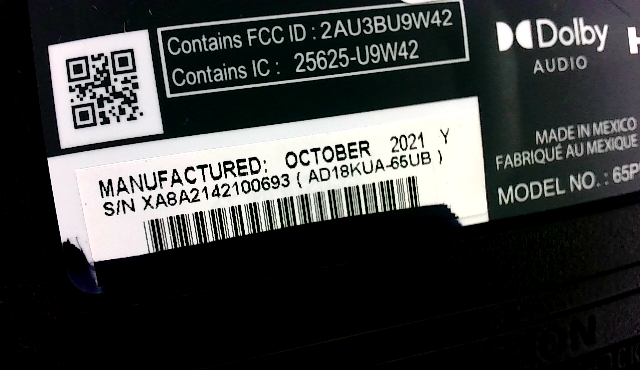 Contains FCC ID : 2AU3BU9W42
Contains IC : 25625-U9W42
Dolby
AUDIO
MANUFACTURED: OCTOBER 2021 Y
S/N XA8A2142100693 ( AD18KUA-65UB )
MADE IN MEXICO
FABRIQUÉ AU MEXIQUE
MODEL NO.: 65P